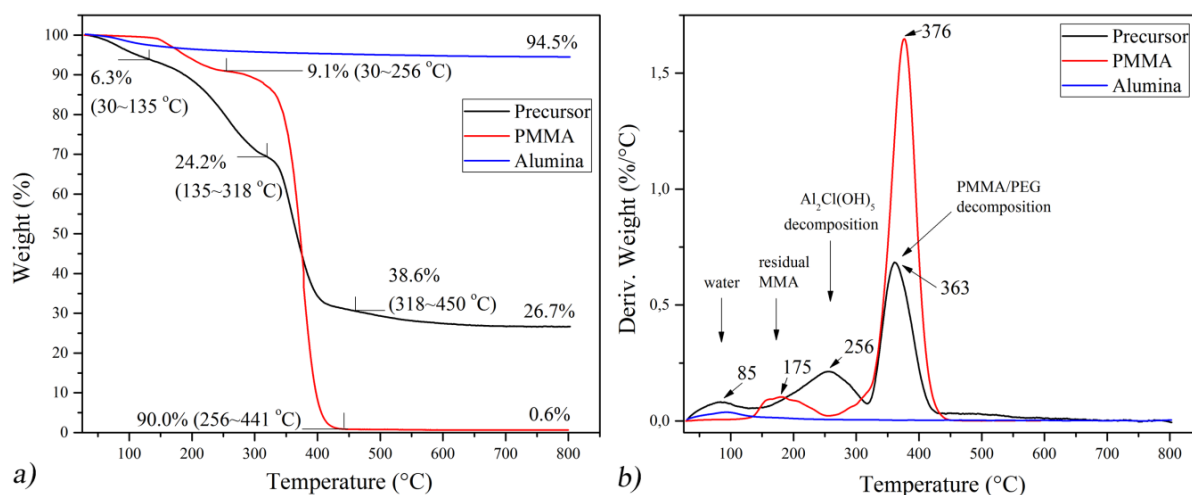 100
90
80
70
60
50
40
30
20
10
0
Weight (%)
94.5%
6.3%
(30~135 °C)
9.1% (30~256 °C)
Precursor
PMMA
Alumina
24.2%
(135~318 °C)
38.6%
(318~450 °C)
26.7%
90.0% (256~441 °C)
0.6%
100 200 300 400 500 600 700 800
Temperature (°C)
a)
1,5
1,0
0,5
0,0
Deriv. Weight (%/°C)
376
Precursor
PMMA
Alumina
Al2Cl(OH)5
decomposition
PMMA/PEG
decomposition
water
residual
MMA
363
256
85
175
100 200 300 400 500 600 700 800
Temperature (°C)
b)